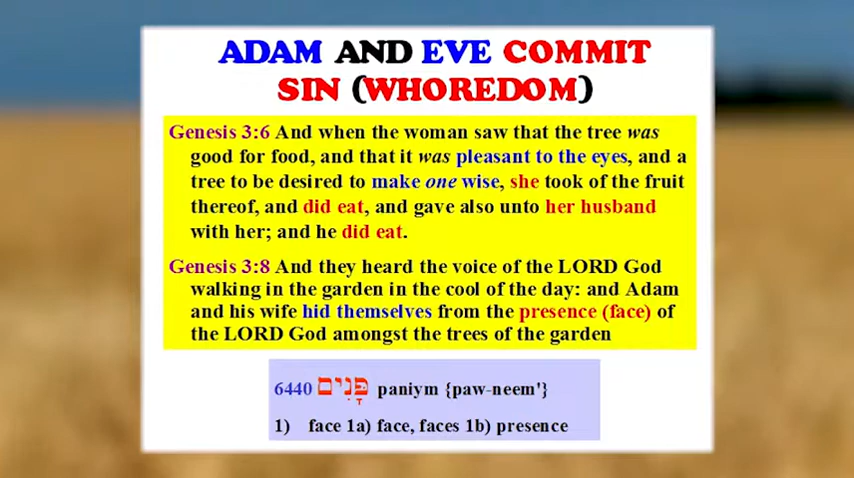 ADAM AND EVE COMMIT
SIN (WHOREDOM)
Genesis 3:6 And when the woman saw that the tree was
good for food, and that it was pleasant to the eyes, and a
tree to be desired to make one wise, she took of the fruit
thereof, and did eat, and gave also unto her husband
with her; and he did eat.
Genesis 3:8 And they heard the voice of the LORD God
walking in the garden in the cool of the day: and Adam
and his wife hid themselves from the presence (face) of
the LORD God amongst the trees of the garden
6440 פָּנִים paniym {paw-neem'}
1) face 1a) face, faces 1b) presence